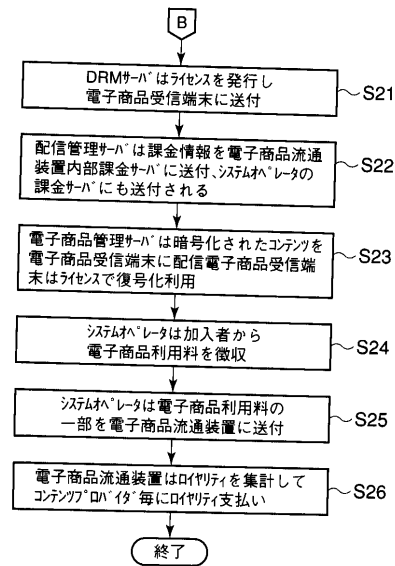 B
DRMサーバはライセンスを発行し
電子商品受信端末に送付
S21
配信管理サーバは課金情報を電子商品流通
装置内部課金サーバに送付、システムオペレータの
課金サーバにも送付される
S22
電子商品管理サーバは暗号化されたコンテンツを
電子商品受信端末に配信電子商品受信端
末はライセンスで復号化利用
S23
システムオペレータは加入者から
電子商品利用料を徴収
S24
システムオペレータは電子商品利用料の
一部を電子商品流通装置に送付
S25
電子商品流通装置はロイヤリティを集計して
コンテンツプロバイダ毎にロイヤリティ支払い
S26
終了